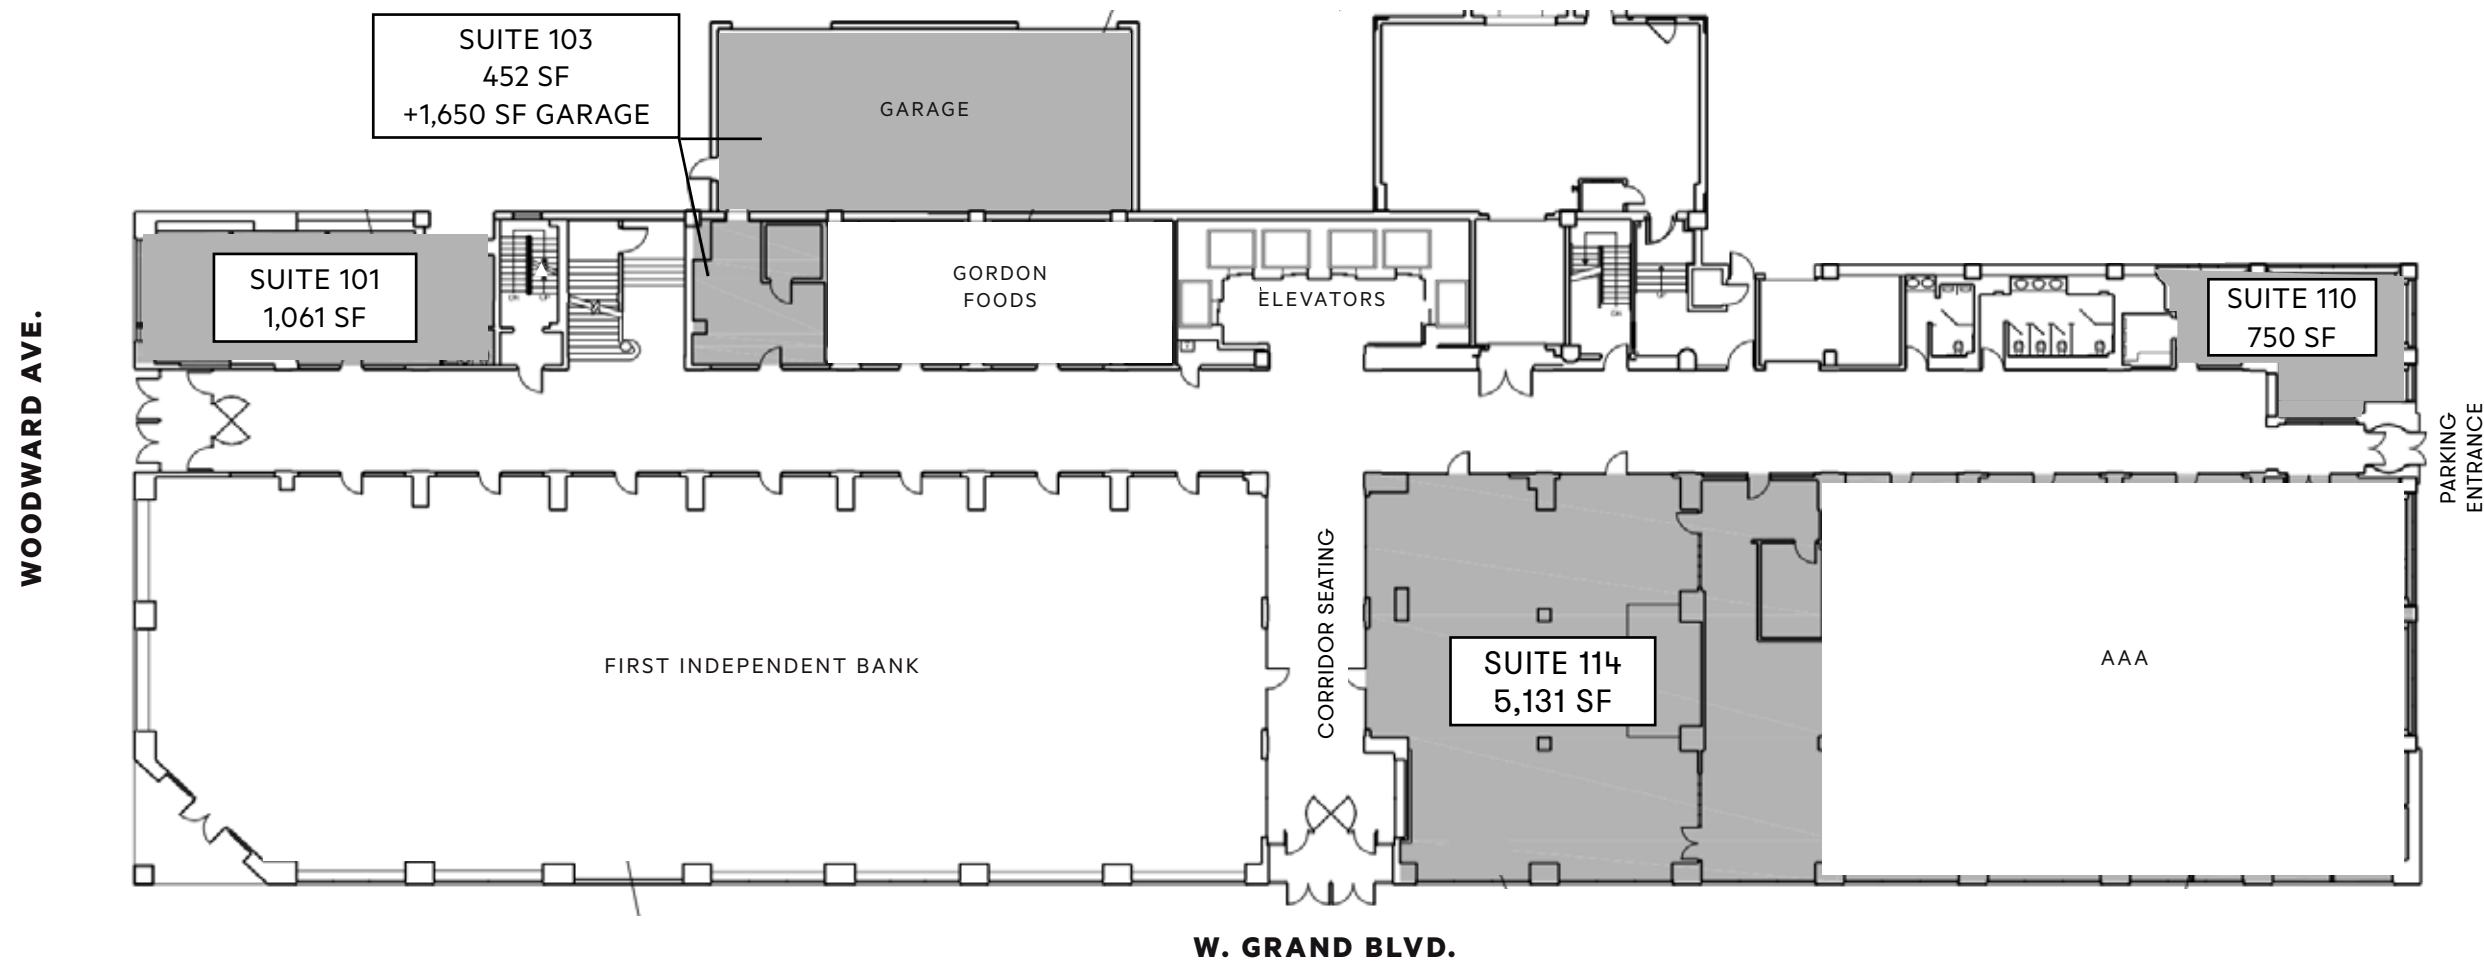 SUITE 103
452 SF
+1,650 SF GARAGE
GARAGE
SUITE 101
1,061 SF
GORDON
FOODS
ELEVATORS
SUITE 110
750 SF
WOODWARD AVE.
PARKING
ENTRANCE
CORRIDOR SEATING
FIRST INDEPENDENT BANK
SUITE 114
5,131 SF
AAA
W. GRAND BLVD.